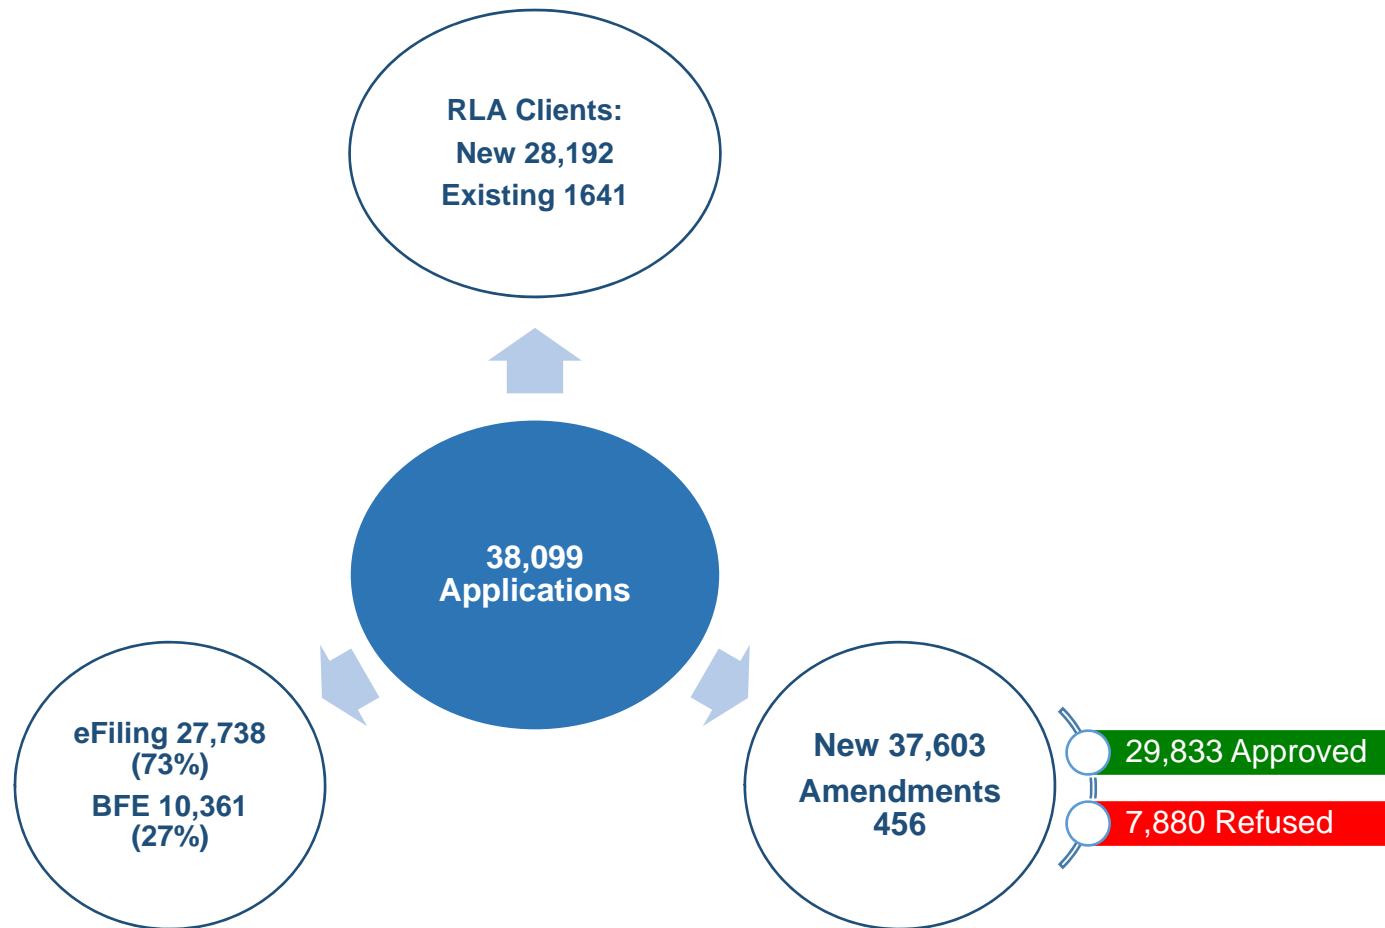 RLA Clients:
New 28,192
Existing 1641
38,099
Applications
eFiling 27,738
(73%)
BFE 10,361
(27%)
New 37,603
Amendments
456
29,833 Approved
7,880 Refused